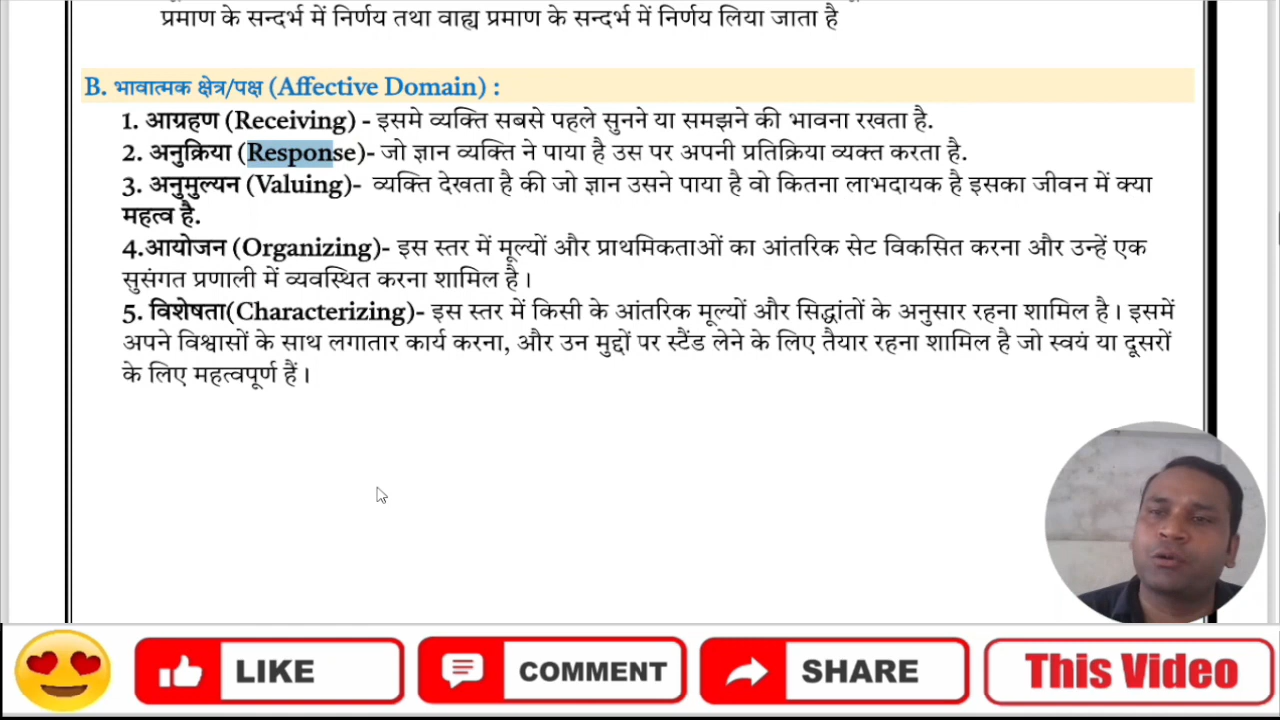 प्रमाण के सन्दर्भ में निर्णय तथा वाह्य प्रमाण के सन्दर्भ में निर्णय लिया जाता है
B. भावात्मक क्षेत्र/पक्ष (Affective Domain) :
1. आग्रहण (Receiving) - इसमे व्यक्ति सबसे पहले सुनने या समझने की भावना रखता है.
2. अनुक्रिया (Response)- जो ज्ञान व्यक्ति ने पाया है उस पर अपनी प्रतिक्रिया व्यक्त करता है.
3. अनुमुल्यन (Valuing)- व्यक्ति देखता है की जो ज्ञान उसने पाया है वो कितना लाभदायक है इसका जीवन में क्या
महत्व है.
4.आयोजन (Organizing)- इस स्तर में मूल्यों और प्राथमिकताओं का आंतरिक सेट विकसित करना और उन्हें एक
सुसंगत प्रणाली में व्यवस्थित करना शामिल है।
5. विशेषता(Characterizing)- इस स्तर में किसी के आंतरिक मूल्यों और सिद्धांतों के अनुसार रहना शामिल है। इसमें
अपने विश्वासों के साथ लगातार कार्य करना, और उन मुद्दों पर स्टैंड लेने के लिए तैयार रहना शामिल है जो स्वयं या दूसरों
के लिए महत्वपूर्ण हैं।
LIKE COMMENT SHARE This Video